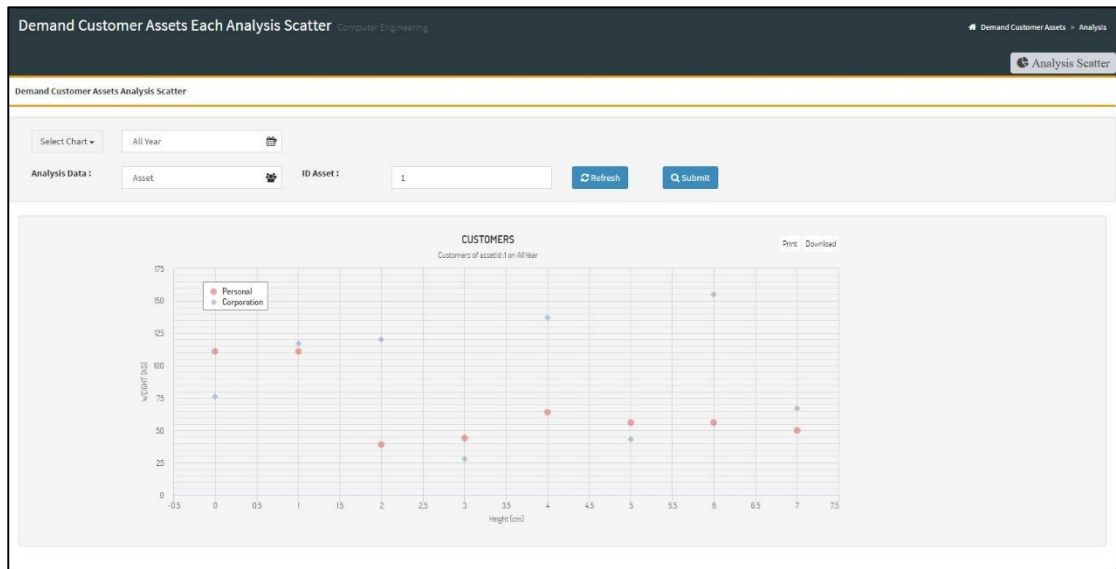 Demand Customer Assets Each Analysis Scatter Computer Engineering
Demand Customer Assets > Analysis
Analysis Scatter
Demand Customer Assets Analysis Scatter
Select Chart All Year
Analysis Data : Asset ID Asset : 1 Refresh Submit
CUSTOMERS
Print Download
Customers of assetId :1 on All Year
175
Personal
150
Corporation
125
100
WEIGHT (KG)
75
50
25
0
-0.5 0 0.5 1 1.5 2 2.5 3 3.5 4 4.5 5 5.5 6 6.5 7 7.5
Height (cm)